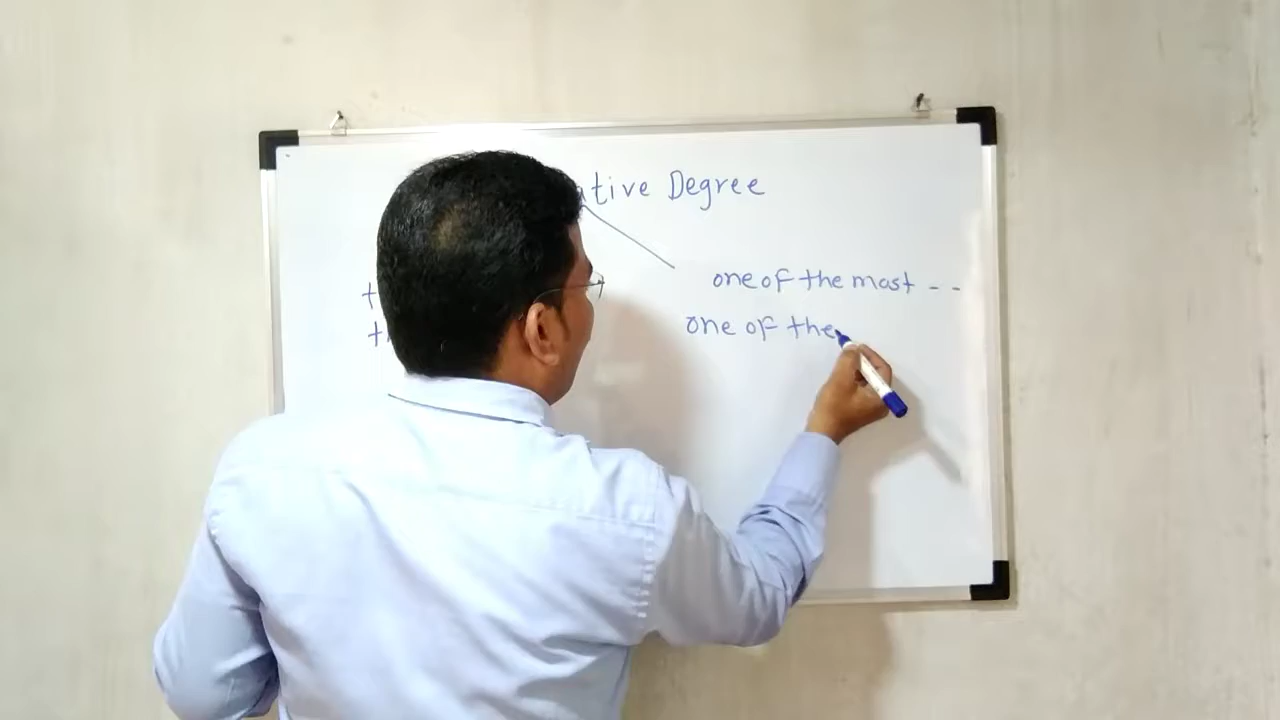 ative Degree
one of the most - -
one of the